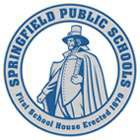 SPRINGFIELD PUBLIC SCHOOLS
First School House Erected 1679